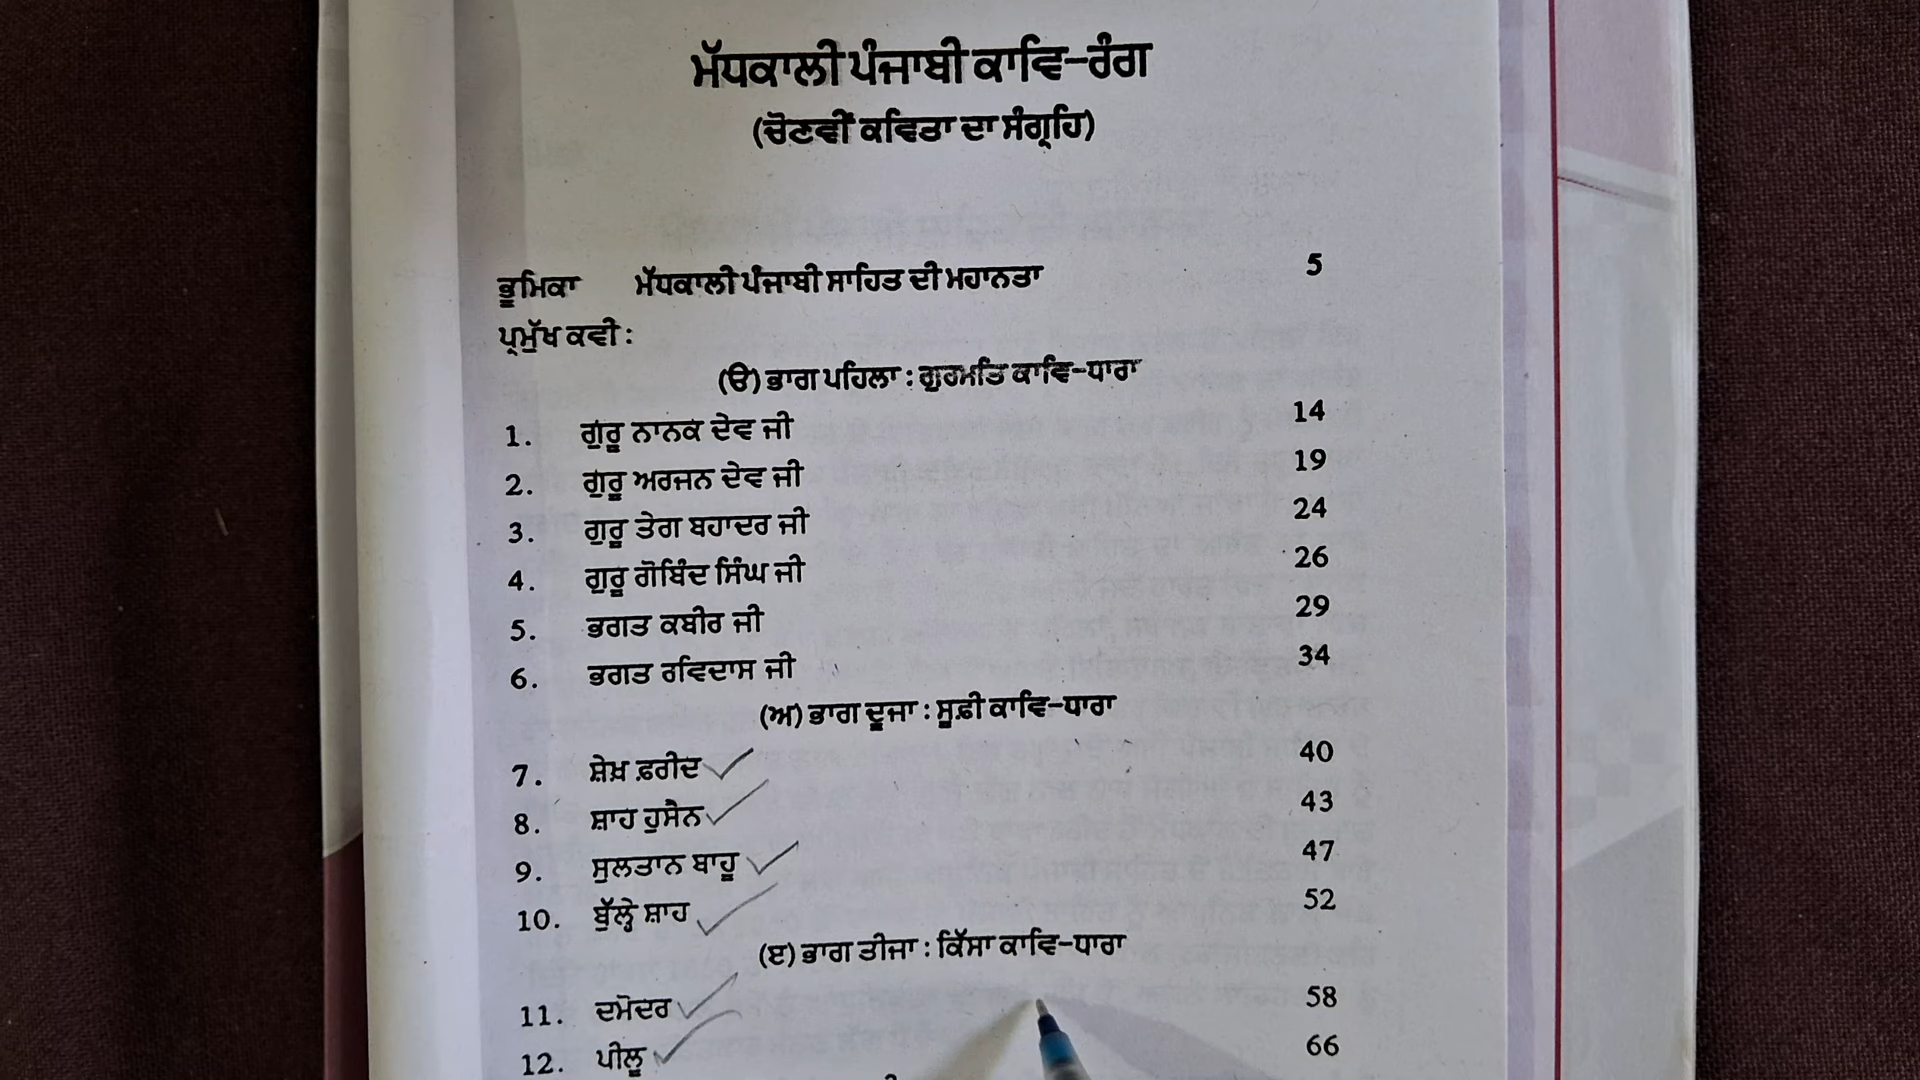 ਮੱਧਕਾਲੀ ਪੰਜਾਬੀ ਕਾਵਿ-ਰੰਗ
(ਚੋਣਵੀਂ ਕਵਿਤਾ ਦਾ ਸੰਗ੍ਰਹਿ)
ਭੂਮਿਕਾ ਮੱਧਕਾਲੀ ਪੰਜਾਬੀ ਸਾਹਿਤ ਦੀ ਮਹਾਨਤਾ 5
ਪ੍ਰਮੁੱਖ ਕਵੀ :
(ੳ) ਭਾਗ ਪਹਿਲਾ : ਗੁਰਮਤਿ ਕਾਵਿ-ਧਾਰਾ
1. ਗੁਰੂ ਨਾਨਕ ਦੇਵ ਜੀ 14
2. ਗੁਰੂ ਅਰਜਨ ਦੇਵ ਜੀ 19
3. ਗੁਰੂ ਤੇਗ ਬਹਾਦਰ ਜੀ 24
4. ਗੁਰੂ ਗੋਬਿੰਦ ਸਿੰਘ ਜੀ 26
5. ਭਗਤ ਕਬੀਰ ਜੀ 29
6. ਭਗਤ ਰਵਿਦਾਸ ਜੀ 34
(ਅ) ਭਾਗ ਦੂਜਾ : ਸੂਫ਼ੀ ਕਾਵਿ-ਧਾਰਾ
7. ਸ਼ੇਖ਼ ਫ਼ਰੀਦ 40
8. ਸ਼ਾਹ ਹੁਸੈਨ 43
9. ਸੁਲਤਾਨ ਬਾਹੂ 47
10. ਬੁੱਲ੍ਹੇ ਸ਼ਾਹ 52
(ੲ) ਭਾਗ ਤੀਜਾ : ਕਿੱਸਾ ਕਾਵਿ-ਧਾਰਾ
11. ਦਮੋਦਰ 58
12. ਪੀਲੂ 66